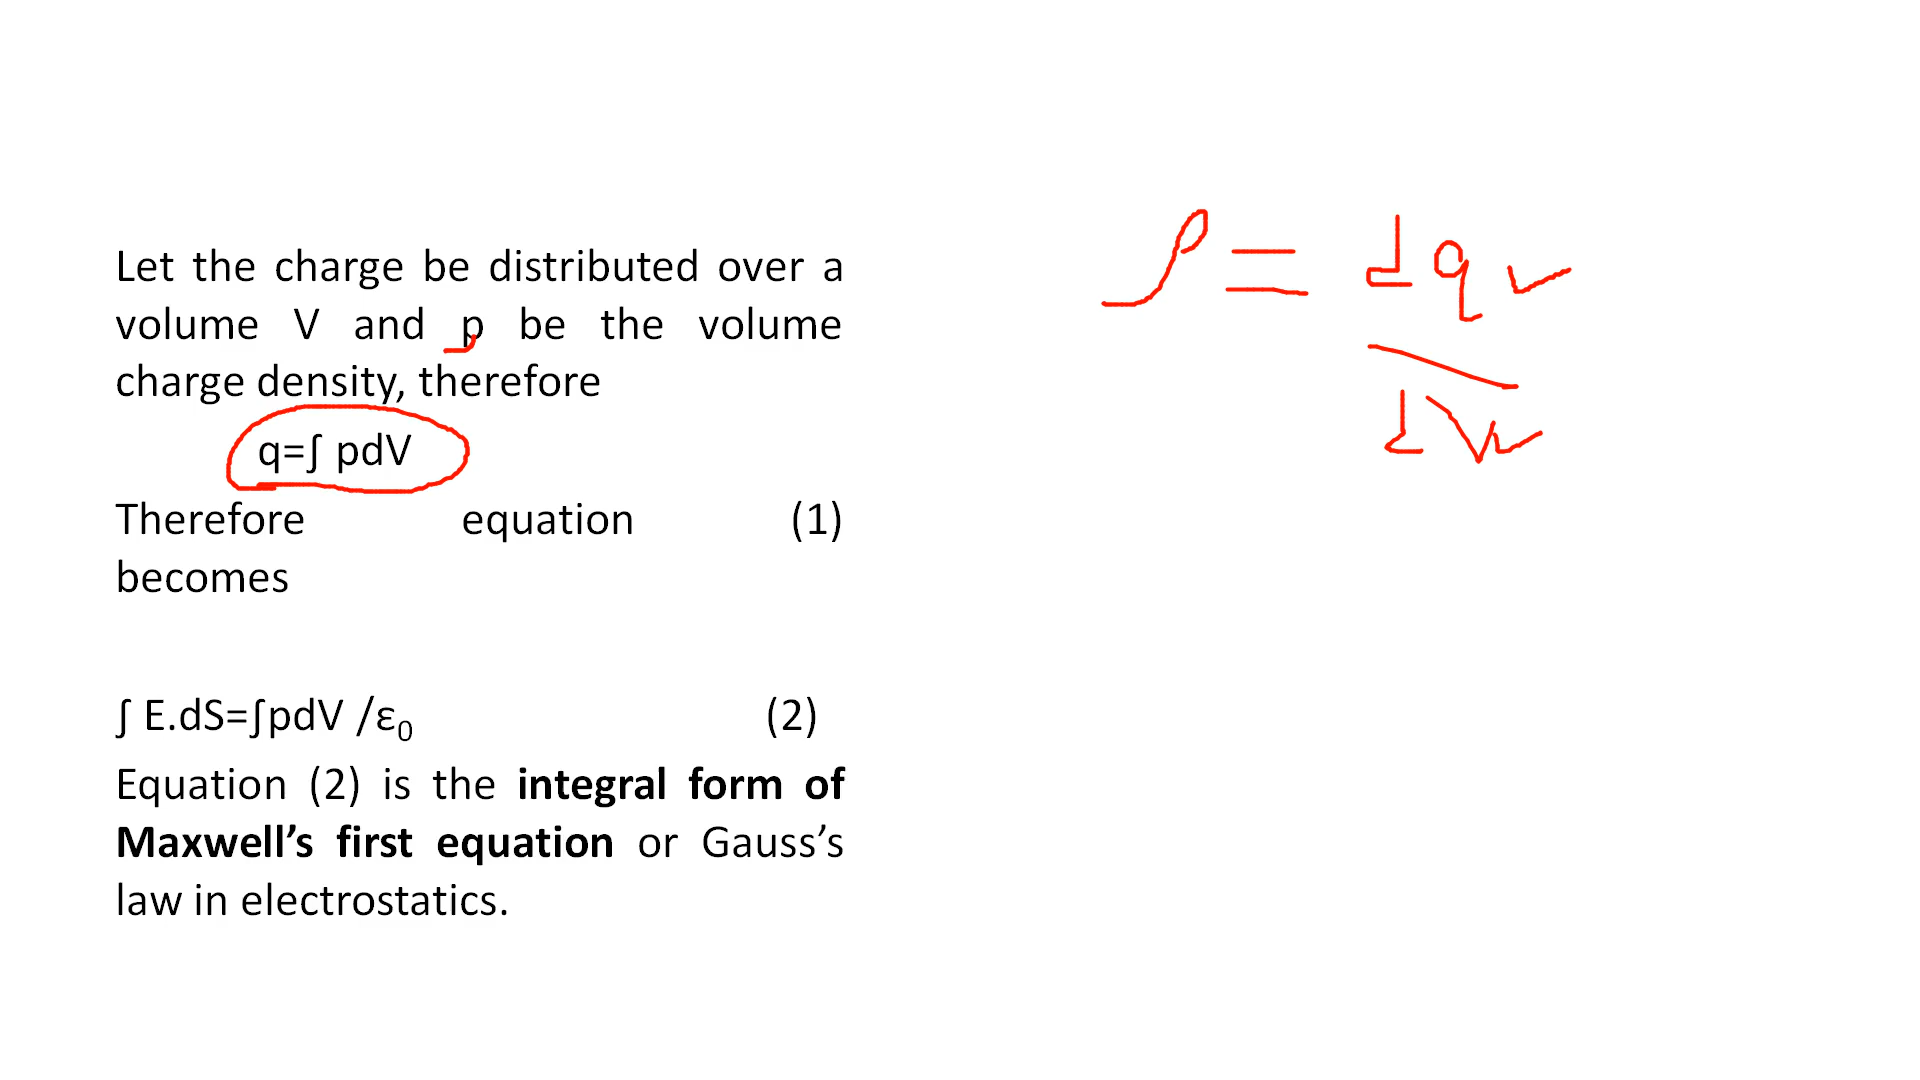 Let the charge be distributed over a
volume V and p be the volume
charge density, therefore
q=∫ pdV
Therefore equation (1)
becomes
∫ E.dS=∫pdV /ε₀ (2)
Equation (2) is the integral form of
Maxwell’s first equation or Gauss’s
law in electrostatics.
ρ = dq
dV